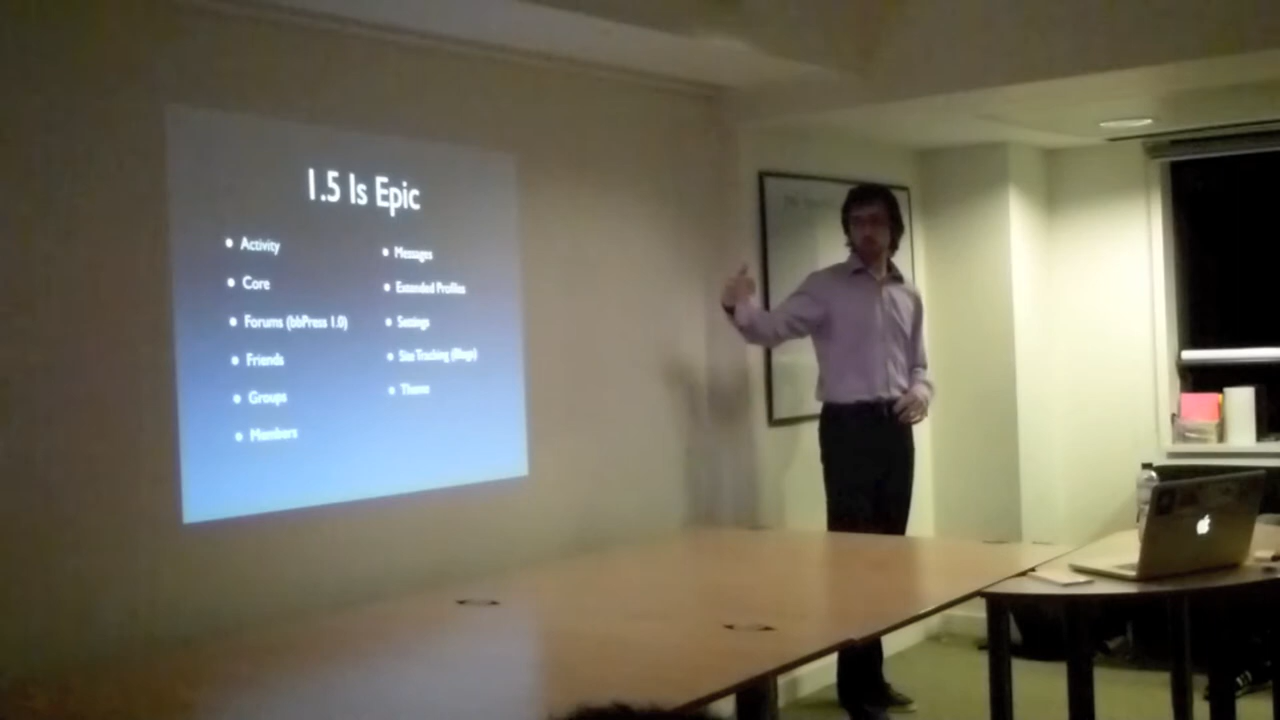 1.5 Is Epic
Activity
Core
Forums (bbPress 1.0)
Friends
Groups
Members
Messages
Extended Profiles
Settings
Site Tracking (Blogs)
Theme